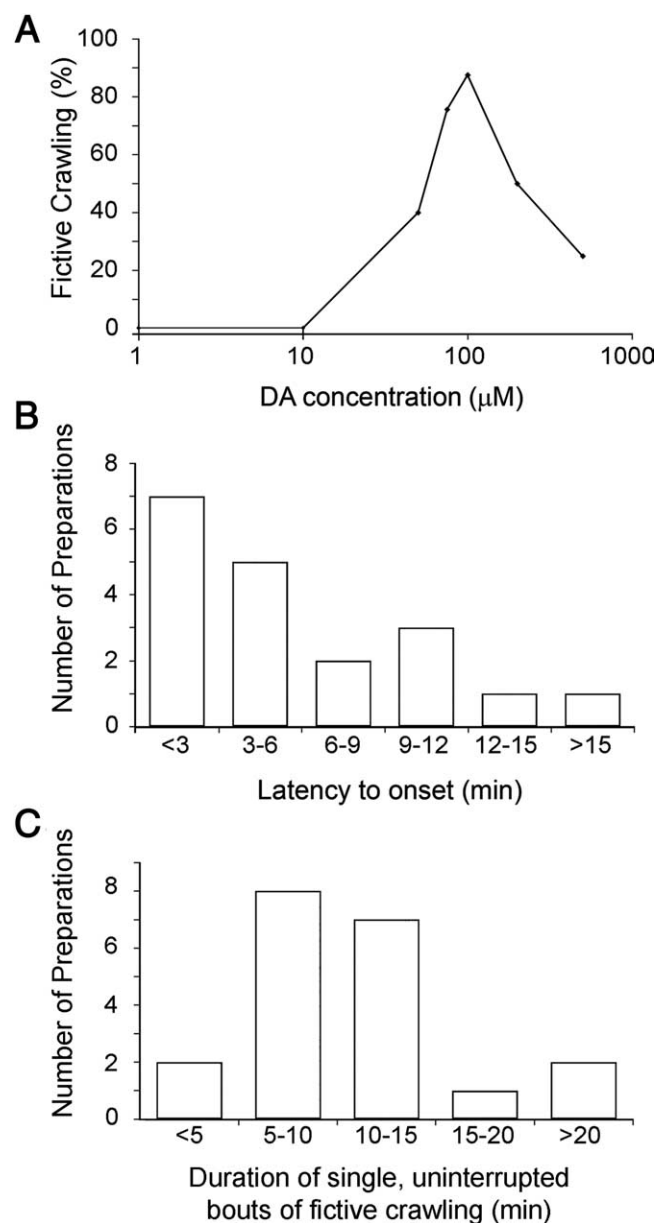 A
Fictive Crawling (%)
100
80
60
40
20
0
1 10 100 1000
DA concentration (μM)
B
Number of Preparations
8
6
4
2
0
<3 3-6 6-9 9-12 12-15 >15
Latency to onset (min)
C
Number of Preparations
8
6
4
2
0
<5 5-10 10-15 15-20 >20
Duration of single, uninterrupted
bouts of fictive crawling (min)